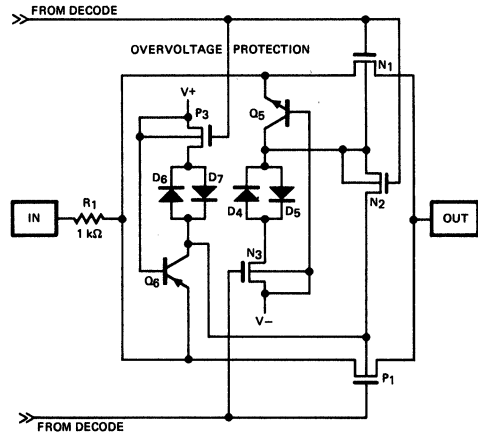 FROM DECODE
OVERVOLTAGE PROTECTION
N1
V+
P3
Q5
D6
D7
D4
D5
N2
IN
R1
1 kΩ
OUT
N3
Q6
V−
P1
FROM DECODE